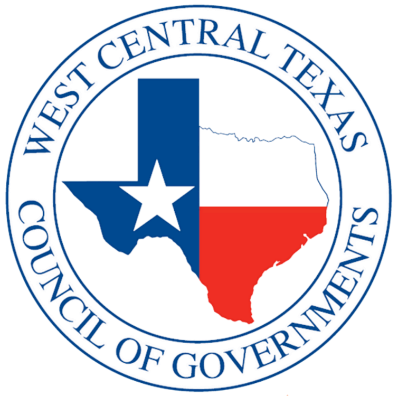 WEST CENTRAL TEXAS
COUNCIL OF GOVERNMENTS